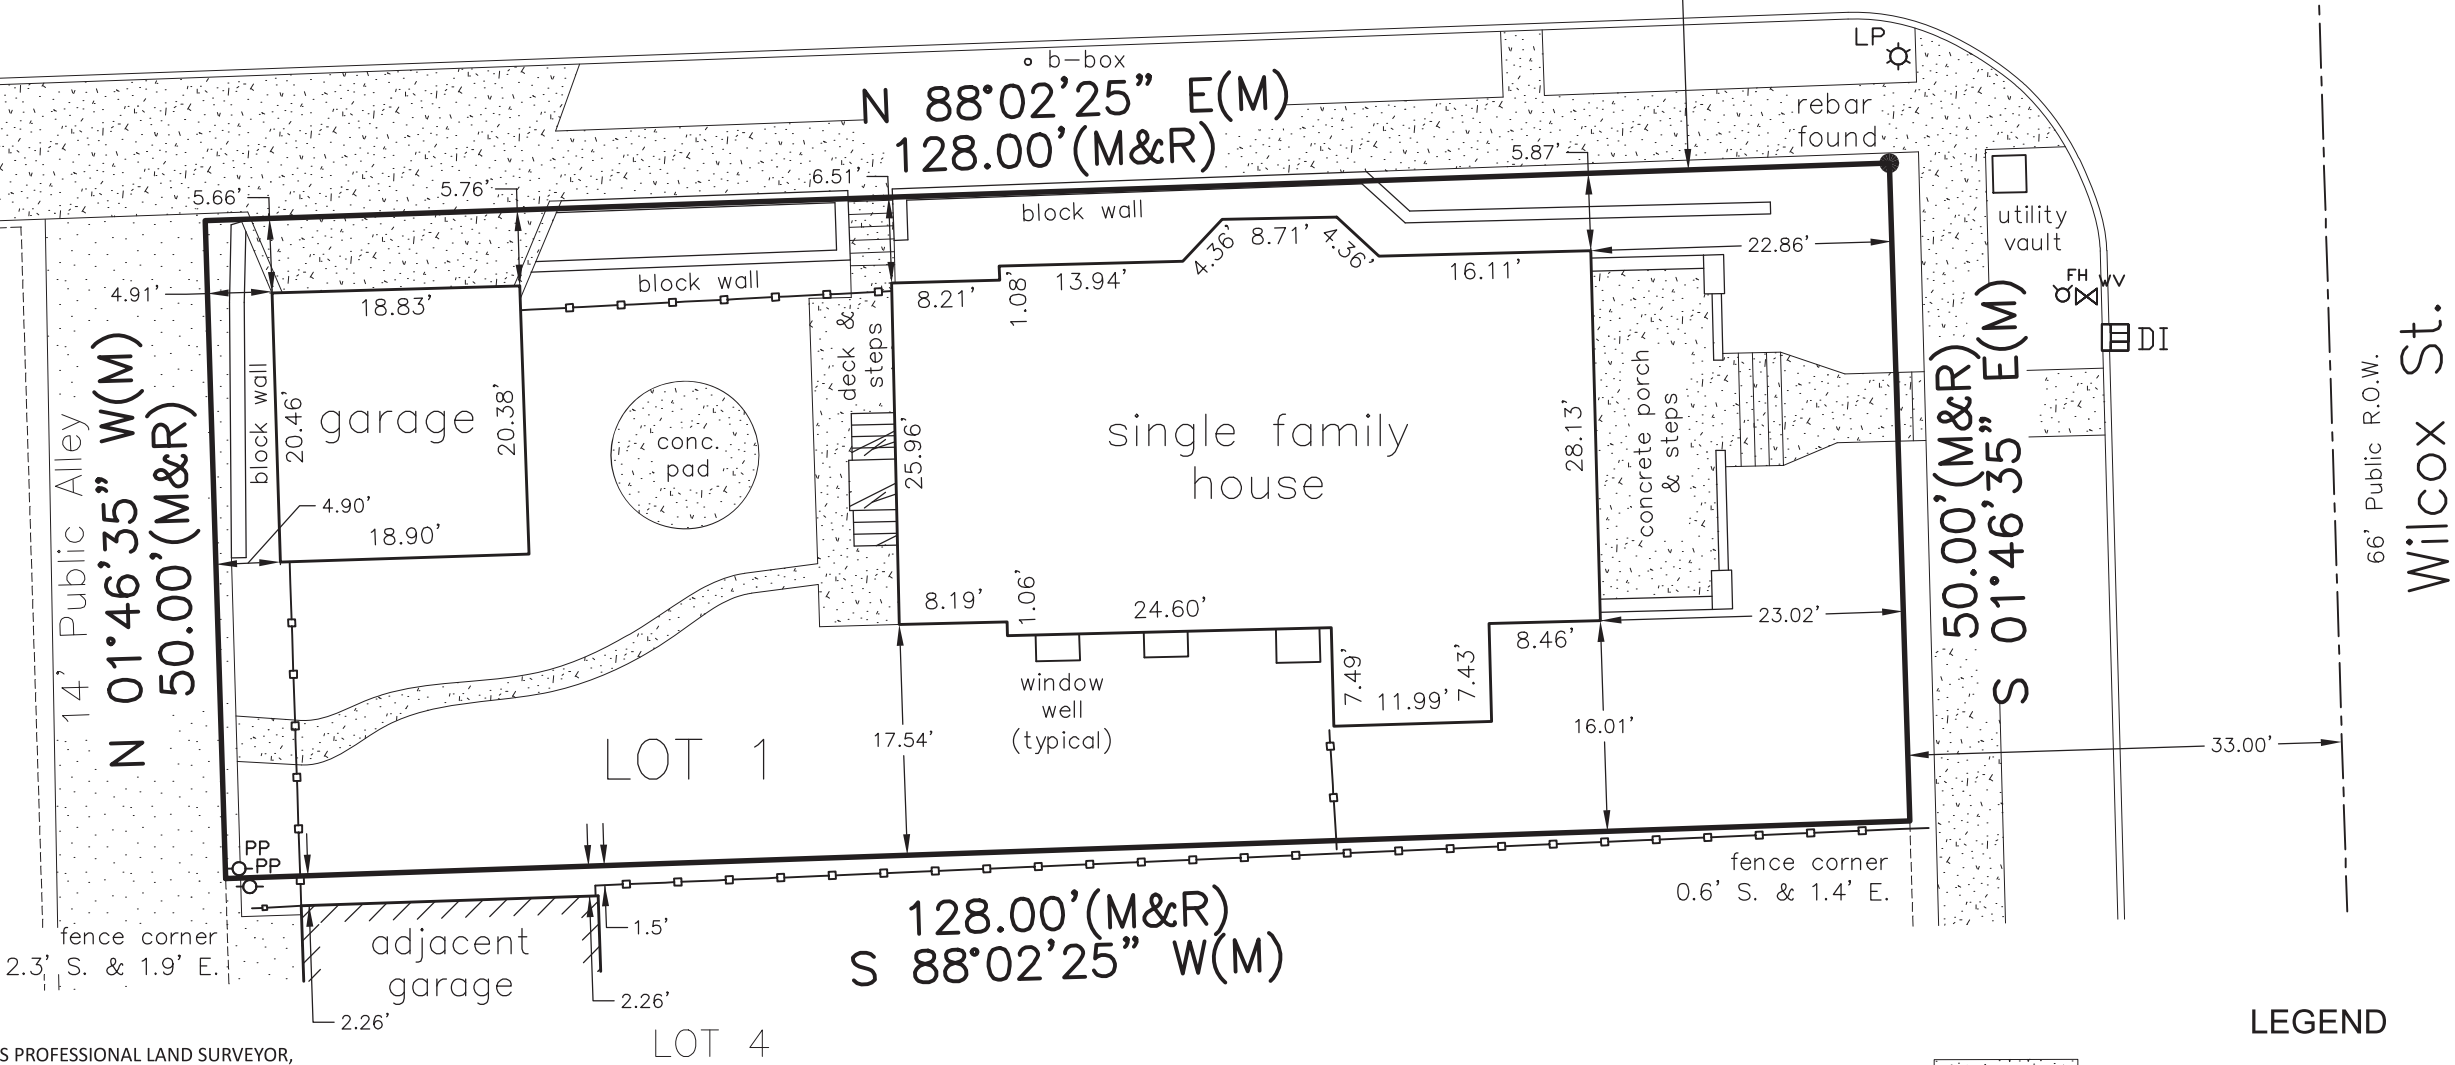 LP
b-box
N 88°02'25" E(M)
128.00'(M&R)
rebar
found
5.87'
6.51'
5.76'
5.66'
block wall
utility
vault
22.86'
8.71'
4.36'
4.36'
16.11'
13.94'
1.08'
8.21'
block wall
4.91'
18.83'
FH
WV
DI
deck &
steps
block wall
20.46'
garage
20.38'
conc.
pad
25.96'
single family
house
28.13'
concrete porch
& steps
50.00'(M&R)
S 01°46'35" E(M)
66' Public R.O.W.
Wilcox St.
14' Public Alley
N 01°46'35" W(M)
50.00'(M&R)
4.90'
18.90'
8.19'
1.06'
24.60'
8.46'
23.02'
7.49'
11.99'
7.43'
window
well
(typical)
16.01'
17.54'
33.00'
LOT 1
PP
PP
fence corner
0.6' S. & 1.4' E.
128.00'(M&R)
S 88°02'25" W(M)
1.5'
adjacent
garage
fence corner
2.3' S. & 1.9' E.
2.26'
2.26'
LOT 4
LEGEND
S PROFESSIONAL LAND SURVEYOR,